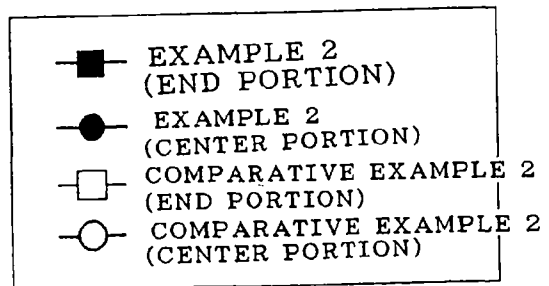 EXAMPLE 2
(END PORTION)
EXAMPLE 2
(CENTER PORTION)
COMPARATIVE EXAMPLE 2
(END PORTION)
COMPARATIVE EXAMPLE 2
(CENTER PORTION)